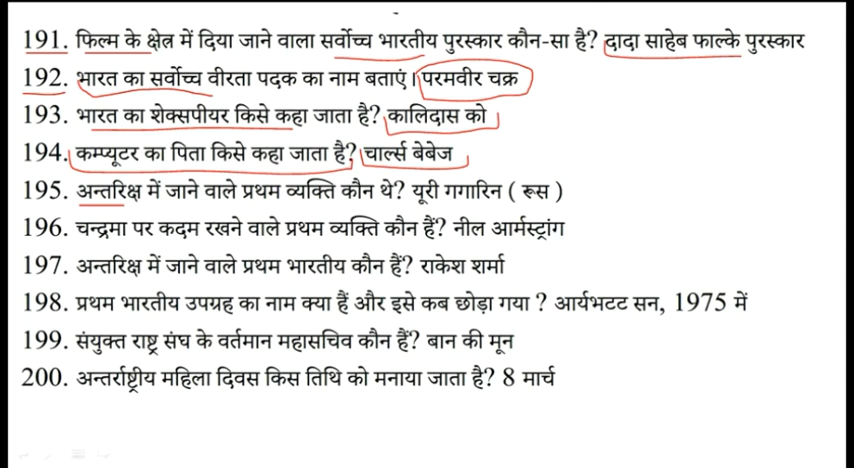 191. फिल्म के क्षेत्र में दिया जाने वाला सर्वोच्च भारतीय पुरस्कार कौन-सा है? दादा साहेब फाल्के पुरस्कार
192. भारत का सर्वोच्च वीरता पदक का नाम बताएं। परमवीर चक्र
193. भारत का शेक्सपीयर किसे कहा जाता है? कालिदास को
194. कम्प्यूटर का पिता किसे कहा जाता है? चार्ल्स बेबेज
195. अन्तरिक्ष में जाने वाले प्रथम व्यक्ति कौन थे? यूरी गगारिन ( रूस )
196. चन्द्रमा पर कदम रखने वाले प्रथम व्यक्ति कौन हैं? नील आर्मस्ट्रांग
197. अन्तरिक्ष में जाने वाले प्रथम भारतीय कौन हैं? राकेश शर्मा
198. प्रथम भारतीय उपग्रह का नाम क्या हैं और इसे कब छोड़ा गया ? आर्यभटट सन, 1975 में
199. संयुक्त राष्ट्र संघ के वर्तमान महासचिव कौन हैं? बान की मून
200. अन्तर्राष्ट्रीय महिला दिवस किस तिथि को मनाया जाता है? 8 मार्च